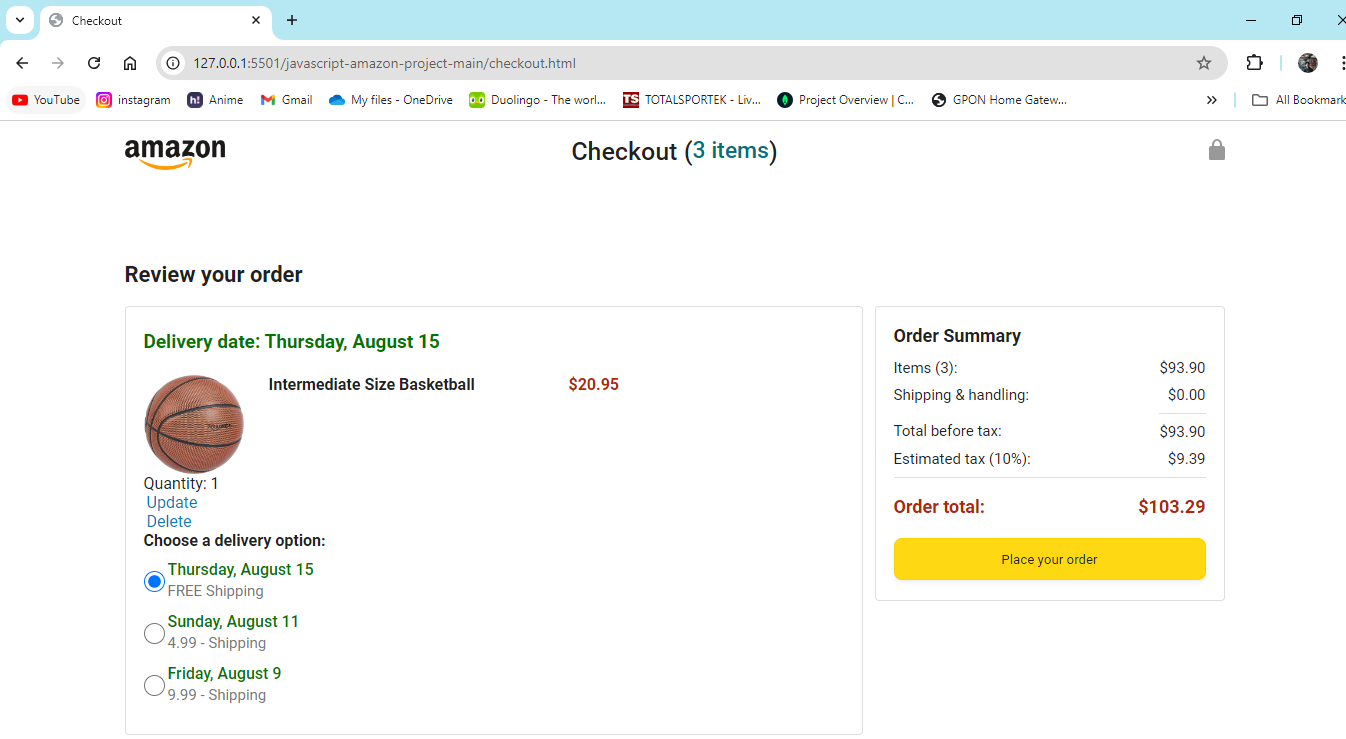 Checkout
127.0.0.1:5501/javascript-amazon-project-main/checkout.html
YouTube
instagram
h!
Anime
Gmail
My files - OneDrive
Duolingo - The worl...
TS
TOTALSPORTEK - Liv...
Project Overview | C...
GPON Home Gatew...
All Bookmark
amazon
Checkout (3 items)
Review your order
Delivery date: Thursday, August 15
Intermediate Size Basketball
$20.95
Quantity: 1
Update
Delete
Choose a delivery option:
Thursday, August 15
FREE Shipping
Sunday, August 11
4.99 - Shipping
Friday, August 9
9.99 - Shipping
Order Summary
Items (3): $93.90
Shipping & handling: $0.00
Total before tax: $93.90
Estimated tax (10%): $9.39
Order total: $103.29
Place your order